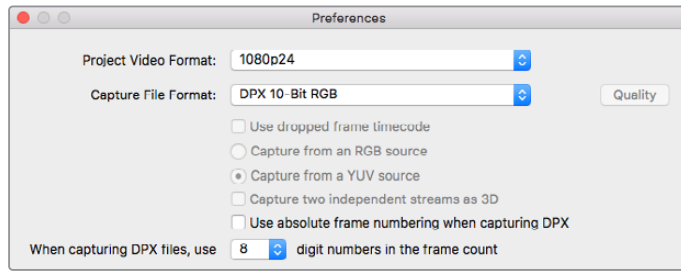 Preferences
Project Video Format: 1080p24
Capture File Format: DPX 10-Bit RGB Quality
Use dropped frame timecode
Capture from an RGB source
Capture from a YUV source
Capture two independent streams as 3D
Use absolute frame numbering when capturing DPX
When capturing DPX files, use 8 digit numbers in the frame count